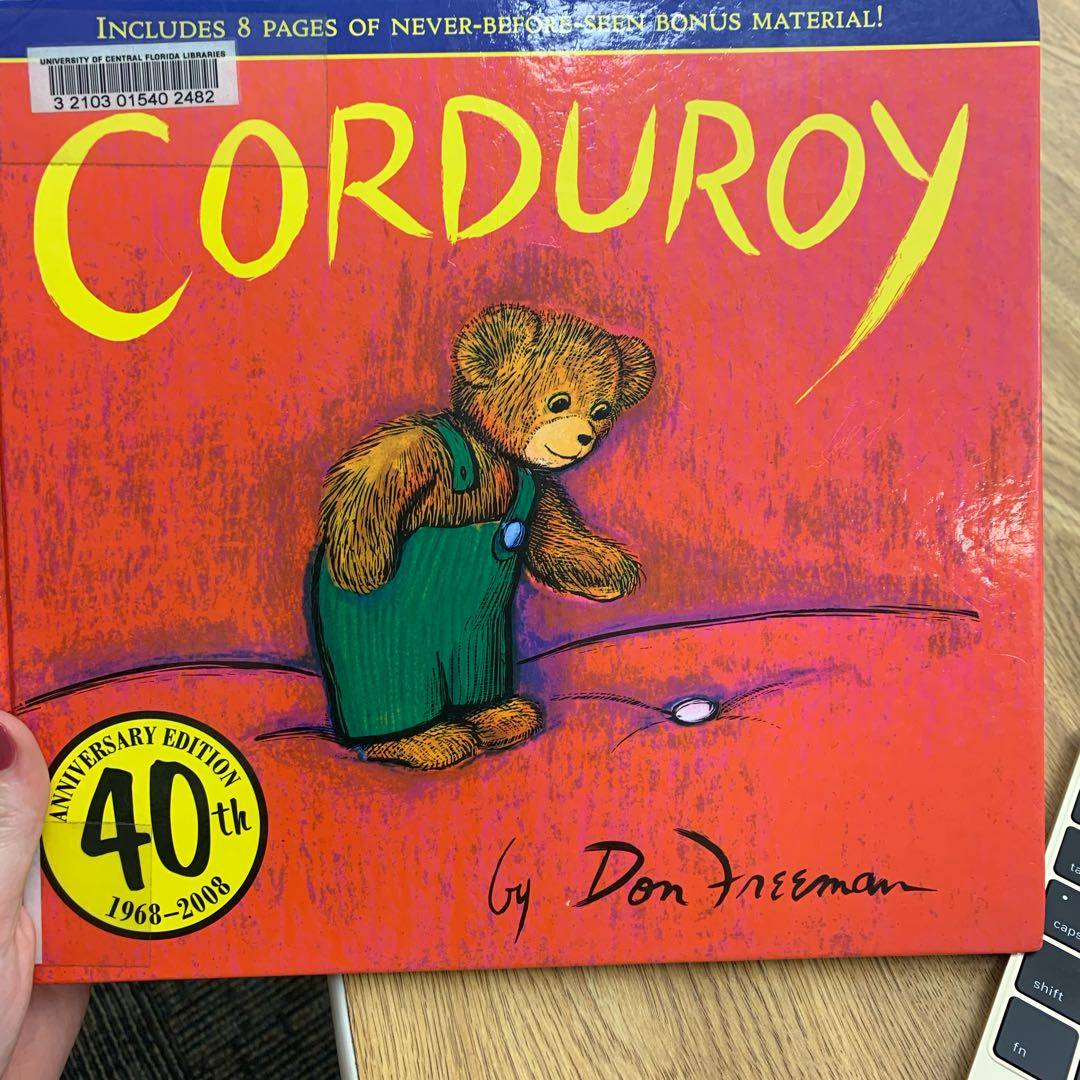 INCLUDES 8 PAGES OF NEVER-BEFORE-SEEN BONUS MATERIAL!
UNIVERSITY OF CENTRAL FLORIDA LIBRARIES
3 2103 01540 2482
CORDUROY
ANNIVERSARY EDITION
40th
1968–2008
by Don Freeman
caps
shift
fn